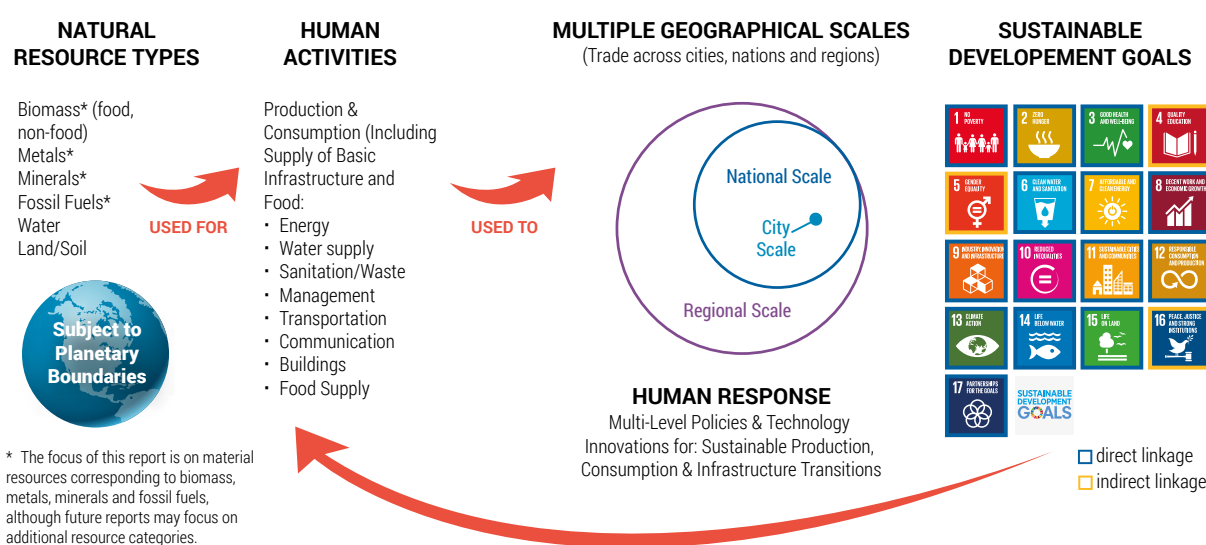 NATURAL
RESOURCE TYPES
Biomass* (food,
non-food)
Metals*
Minerals*
Fossil Fuels*
Water
Land/Soil
Subject to
Planetary
Boundaries
* The focus of this report is on material
resources corresponding to biomass,
metals, minerals and fossil fuels,
although future reports may focus on
additional resource categories.
USED FOR
HUMAN
ACTIVITIES
Production &
Consumption (Including
Supply of Basic
Infrastructure and
Food:
• Energy
• Water supply
• Sanitation/Waste
• Management
• Transportation
• Communication
• Buildings
• Food Supply
USED TO
MULTIPLE GEOGRAPHICAL SCALES
(Trade across cities, nations and regions)
National Scale
City
Scale
Regional Scale
HUMAN RESPONSE
Multi-Level Policies & Technology
Innovations for: Sustainable Production,
Consumption & Infrastructure Transitions
SUSTAINABLE
DEVELOPEMENT GOALS
1 NO
POVERTY
2 ZERO
HUNGER
3 GOOD HEALTH
AND WELL-BEING
4 QUALITY
EDUCATION
5 GENDER
EQUALITY
6 CLEAN WATER
AND SANITATION
7 AFFORDABLE AND
CLEAN ENERGY
8 DECENT WORK AND
ECONOMIC GROWTH
9 INDUSTRY, INNOVATION
AND INFRASTRUCTURE
10 REDUCED
INEQUALITIES
11 SUSTAINABLE CITIES
AND COMMUNITIES
12 RESPONSIBLE
CONSUMPTION
AND PRODUCTION
13 CLIMATE
ACTION
14 LIFE
BELOW WATER
15 LIFE
ON LAND
16 PEACE, JUSTICE
AND STRONG
INSTITUTIONS
17 PARTNERSHIPS
FOR THE GOALS
SUSTAINABLE
DEVELOPMENT
GOALS
direct linkage
indirect linkage